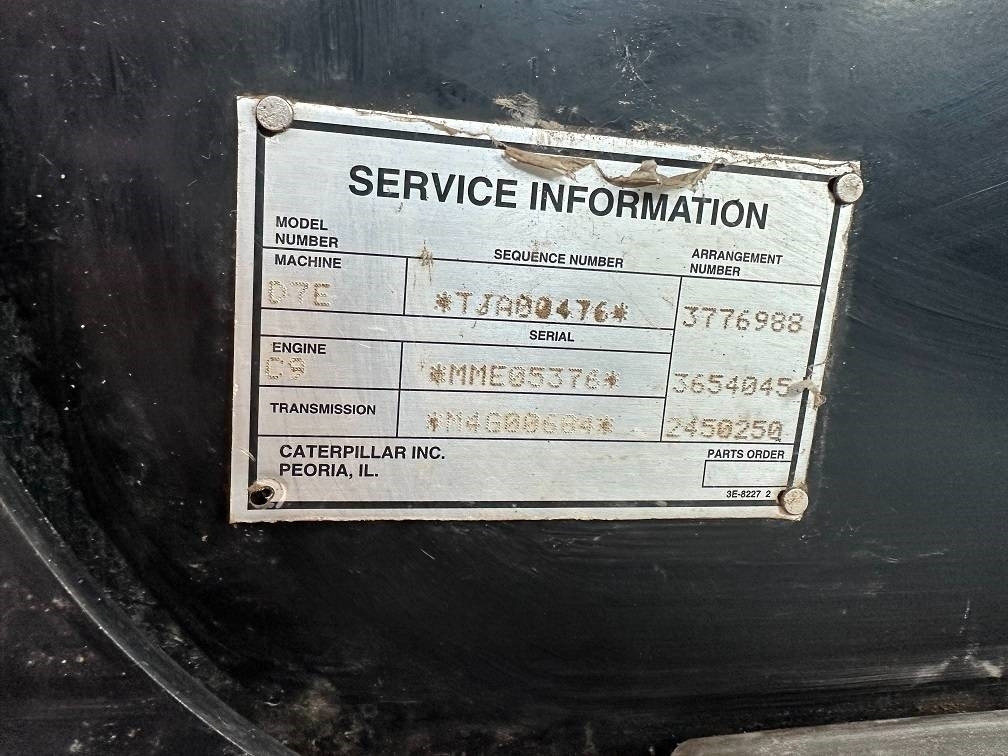 SERVICE INFORMATION
MODEL NUMBER
SEQUENCE NUMBER
ARRANGEMENT NUMBER
MACHINE
D7E
*TJA00476*
3776988
SERIAL
ENGINE
C9
*MME05376*
3654045
TRANSMISSION
*M4G00684*
2450250
CATERPILLAR INC.
PEORIA, IL.
PARTS ORDER
3E-8227 2